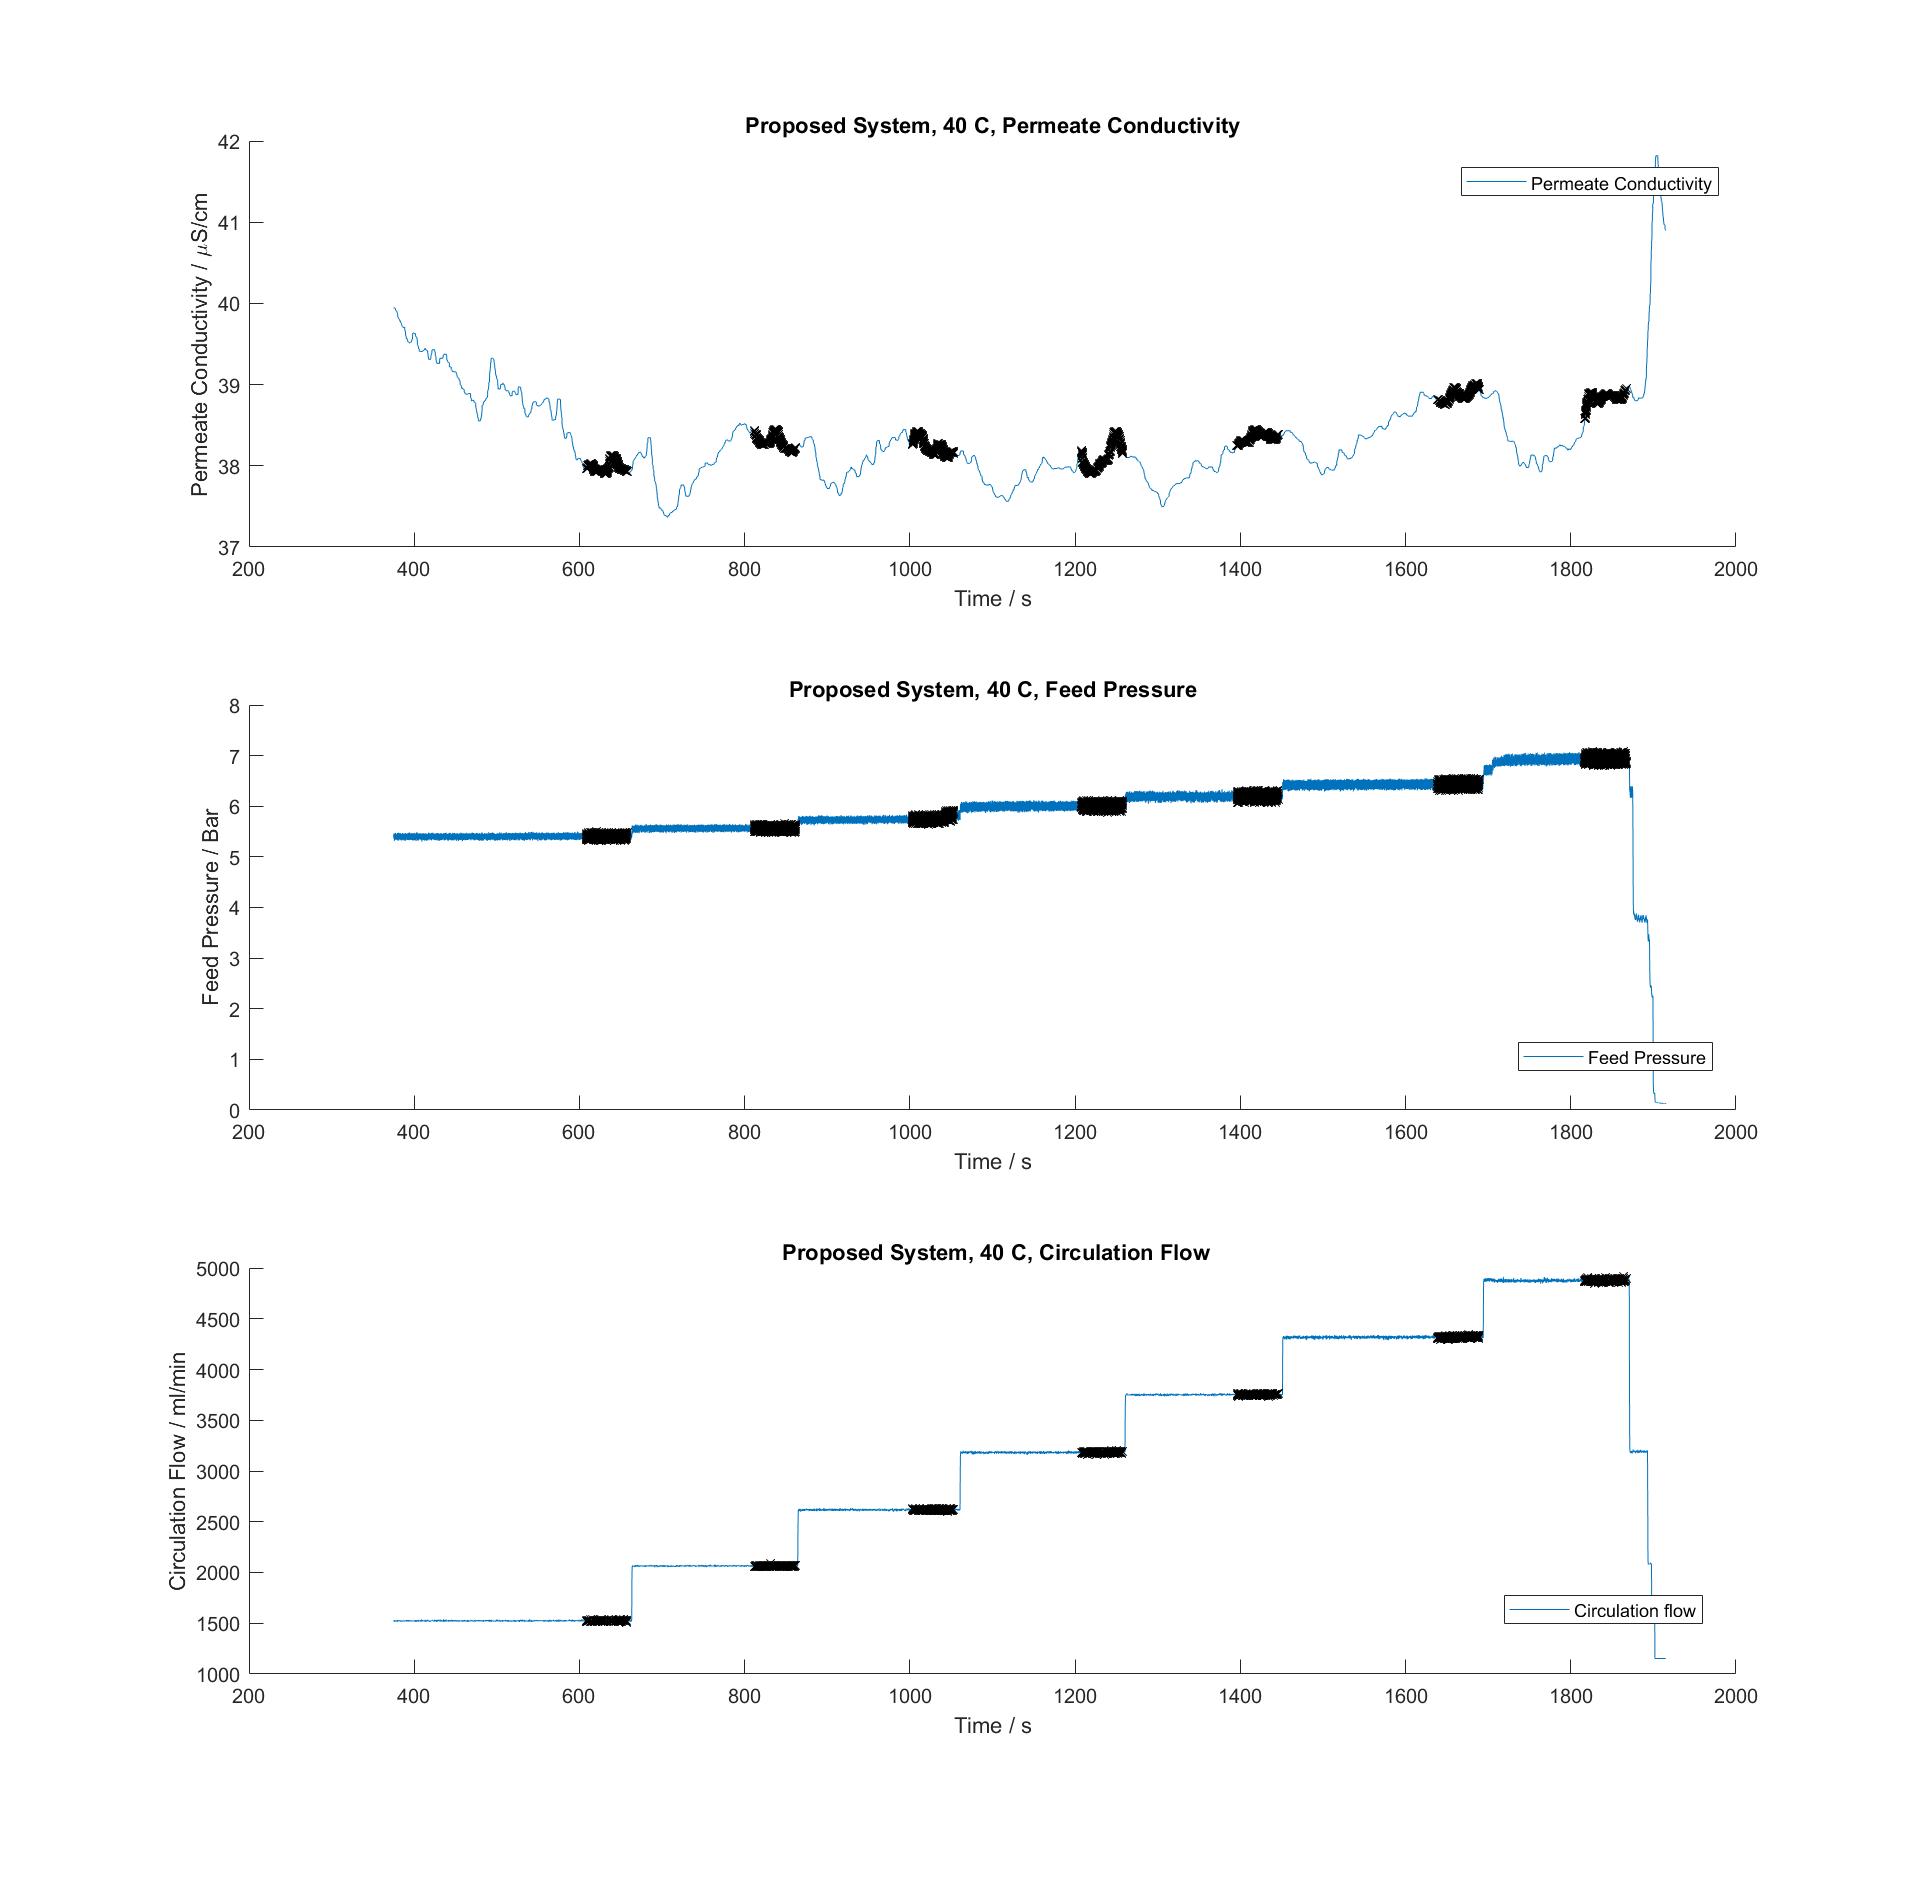 Proposed System, 40 C, Permeate Conductivity
42
41
40
39
38
37
Permeate Conductivity / μS/cm
Permeate Conductivity
200 400 600 800 1000 1200 1400 1600 1800 2000
Time / s
Proposed System, 40 C, Feed Pressure
8
7
6
5
4
3
2
1
0
Feed Pressure / Bar
Feed Pressure
200 400 600 800 1000 1200 1400 1600 1800 2000
Time / s
Proposed System, 40 C, Circulation Flow
5000
4500
4000
3500
3000
2500
2000
1500
1000
Circulation Flow / ml/min
Circulation flow
200 400 600 800 1000 1200 1400 1600 1800 2000
Time / s